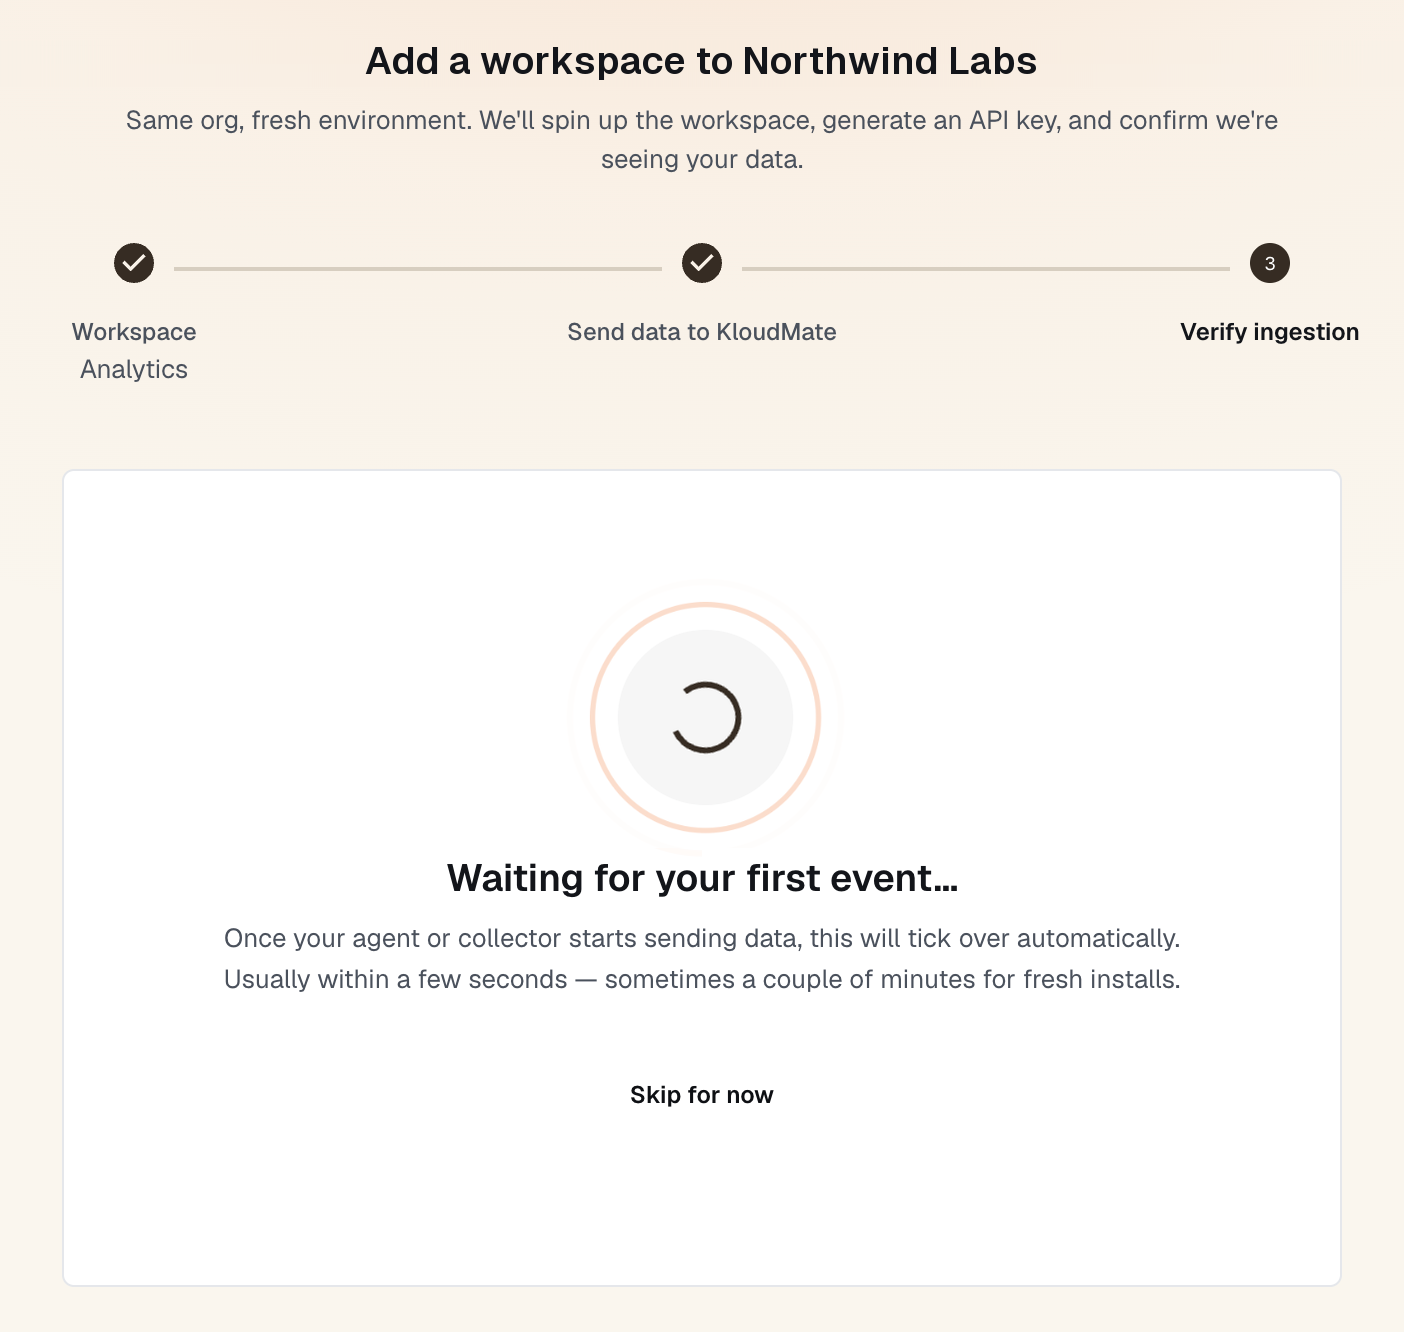 Add a workspace to Northwind Labs
Same org, fresh environment. We'll spin up the workspace, generate an API key, and confirm we're
seeing your data.
3
Workspace
Send data to KloudMate
Verify ingestion
Analytics
Waiting for your first event...
Once your agent or collector starts sending data, this will tick over automatically.
Usually within a few seconds — sometimes a couple of minutes for fresh installs.
Skip for now